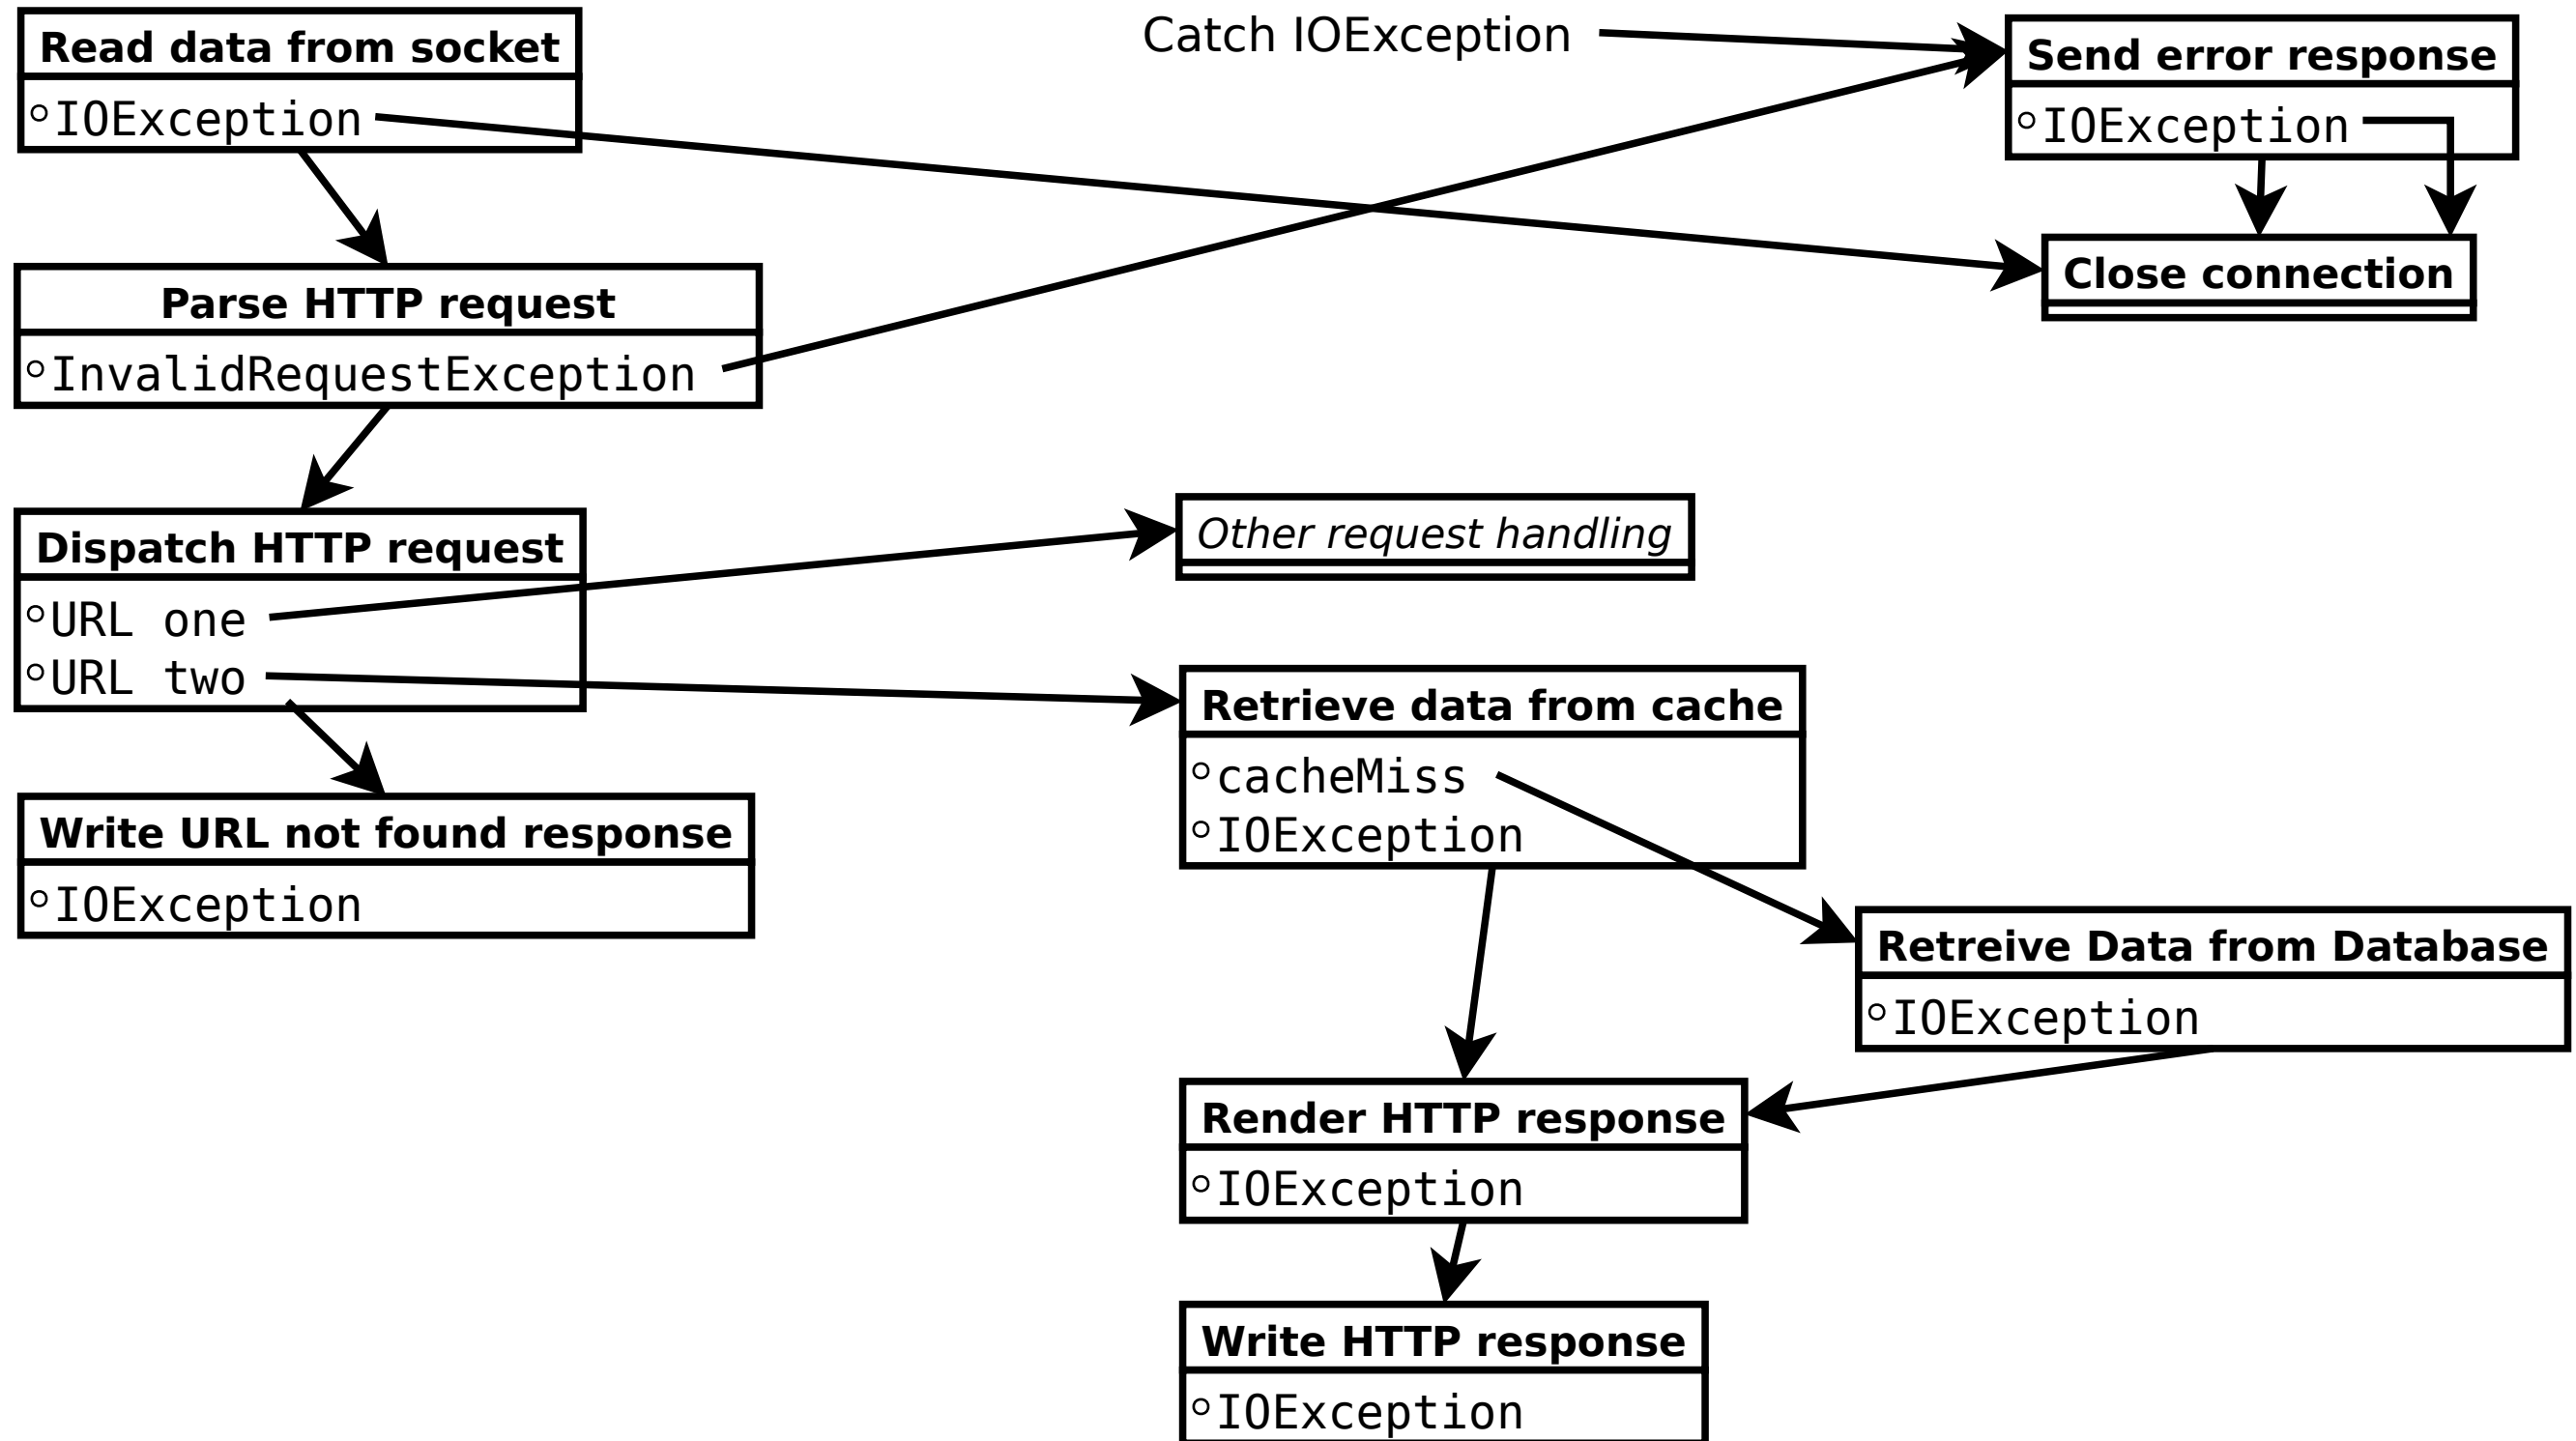 Read data from socket
IOException
Catch IOException
Send error response
IOException
Close connection
Parse HTTP request
InvalidRequestException
Dispatch HTTP request
URL one
URL two
Other request handling
Retrieve data from cache
cacheMiss
IOException
Write URL not found response
IOException
Retreive Data from Database
IOException
Render HTTP response
IOException
Write HTTP response
IOException